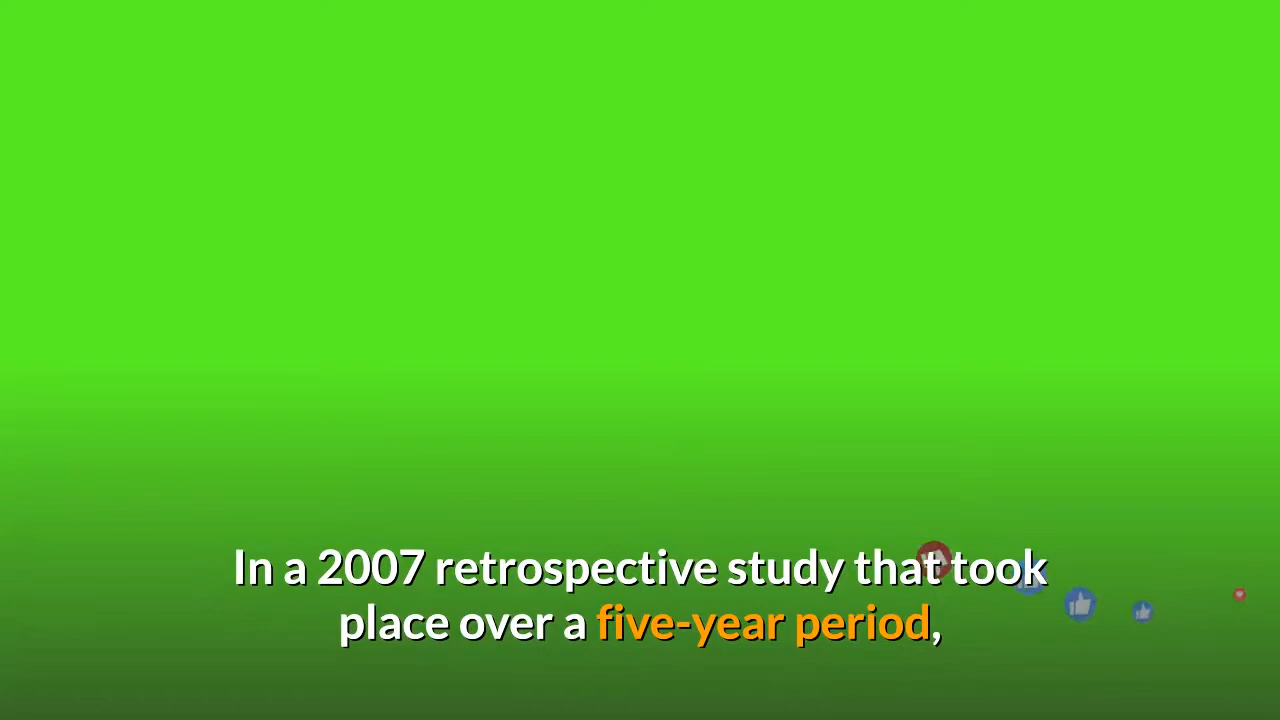 In a 2007 retrospective study that took
place over a five-year period,